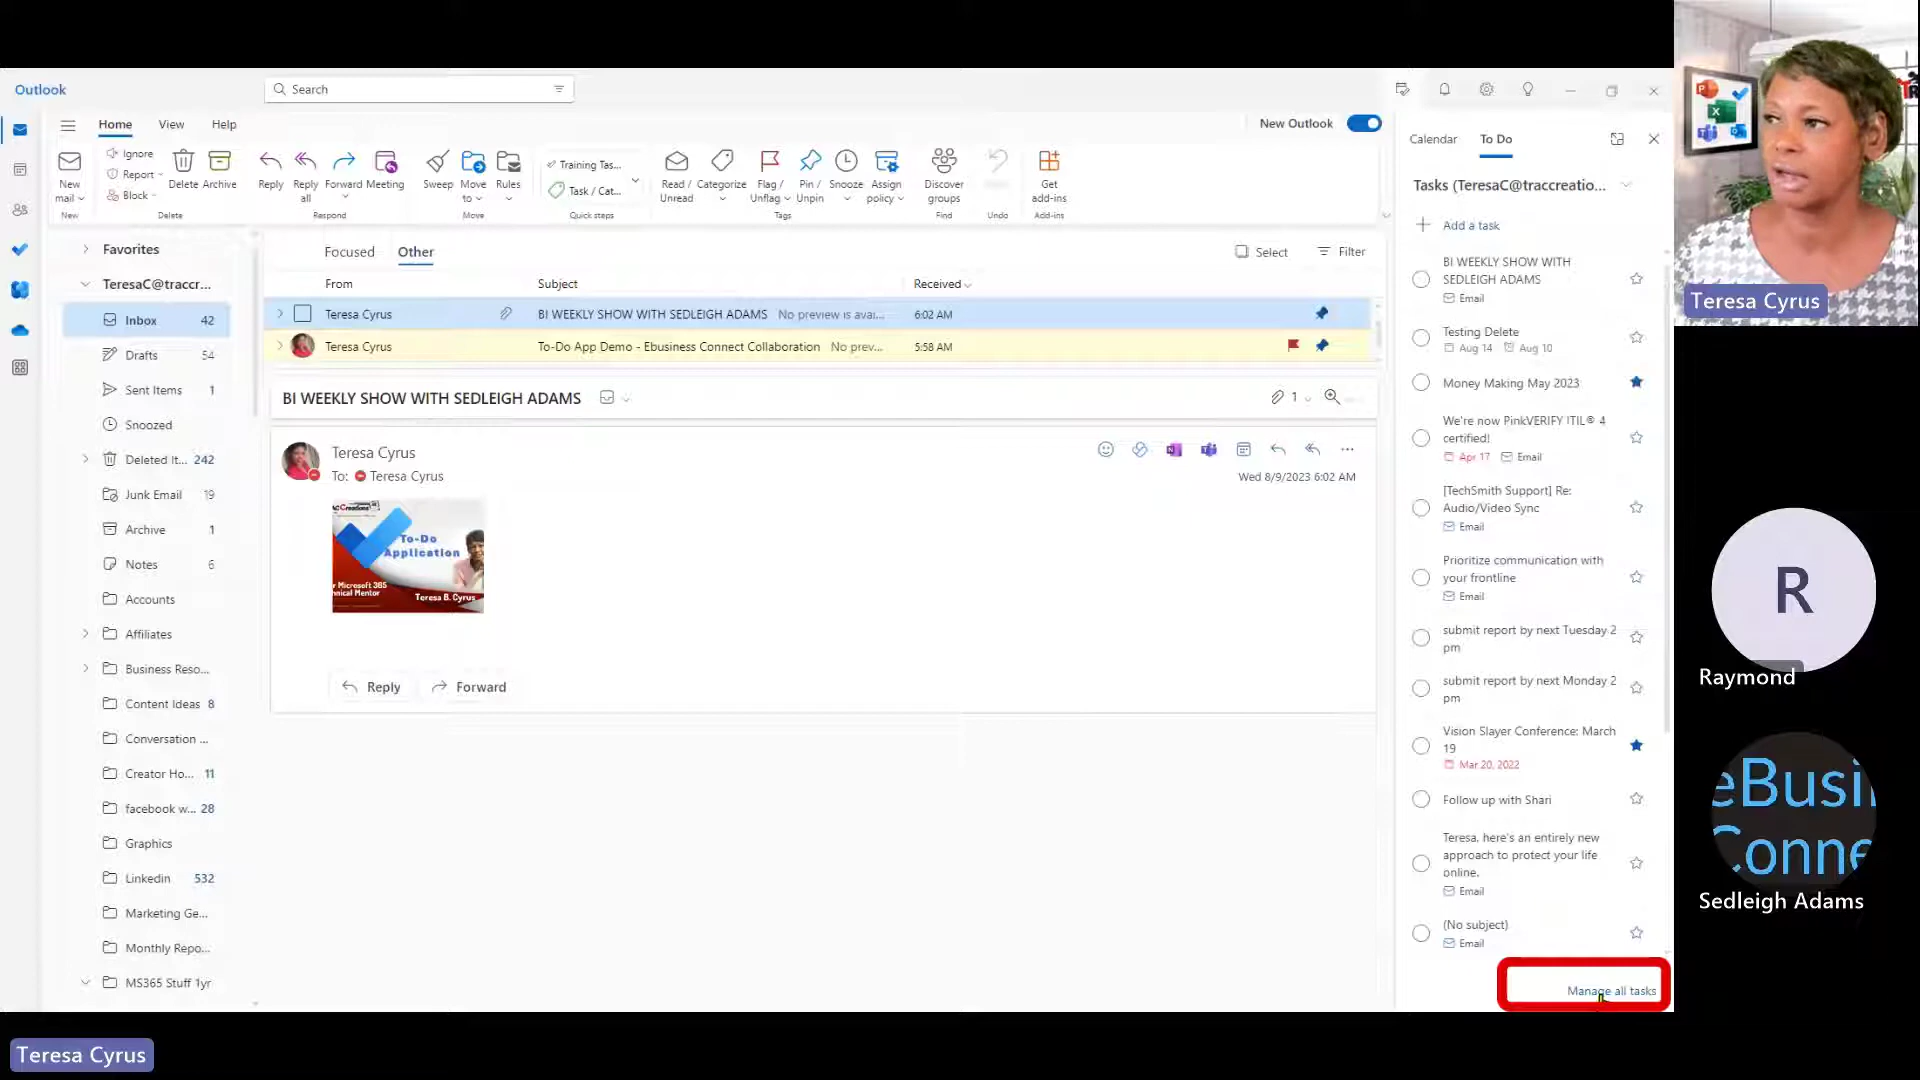 Outlook
Search
Home View Help
New Outlook
New mail
Ignore
Report
Block
Delete Archive
Reply Reply all Forward Meeting
Sweep Move to Rules
Training Tas...
Task / Cat...
Read / Unread Categorize Flag / Unflag Pin / Unpin Snooze Assign policy
Discover groups
Undo
Get add-ins
New Delete Respond Move Quick steps Tags Find Undo Add-ins
Favorites
TeresaC@traccr...
Inbox 42
Drafts 54
Sent Items 1
Snoozed
Deleted It... 242
Junk Email 19
Archive 1
Notes 6
Accounts
Affiliates
Business Reso...
Content Ideas 8
Conversation ...
Creator Ho... 11
facebook w... 28
Graphics
Linkedin 532
Marketing Ge...
Monthly Repo...
MS365 Stuff 1yr
Focused Other
Select Filter
From Subject Received
Teresa Cyrus BI WEEKLY SHOW WITH SEDLEIGH ADAMS No preview is avai... 6:02 AM
Teresa Cyrus To-Do App Demo - Ebusiness Connect Collaboration No prev... 5:58 AM
BI WEEKLY SHOW WITH SEDLEIGH ADAMS
1
Teresa Cyrus
To: Teresa Cyrus
Wed 8/9/2023 6:02 AM
To-Do
Application
Microsoft 365
Teresa B. Cyrus
Reply Forward
Calendar To Do
Tasks (TeresaC@traccreatio...
Add a task
BI WEEKLY SHOW WITH
SEDLEIGH ADAMS
Email
Testing Delete
Aug 14 Aug 10
Money Making May 2023
We're now PinkVERIFY ITIL® 4
certified!
Apr 17 Email
[TechSmith Support] Re:
Audio/Video Sync
Email
Prioritize communication with
your frontline
Email
submit report by next Tuesday 2
pm
submit report by next Monday 2
pm
Vision Slayer Conference: March
19
Mar 20, 2022
Follow up with Shari
Teresa, here's an entirely new
approach to protect your life
online.
Email
(No subject)
Email
Manage all tasks
Teresa Cyrus
R
Raymond
eBusi
Conne
Sedleigh Adams
Teresa Cyrus